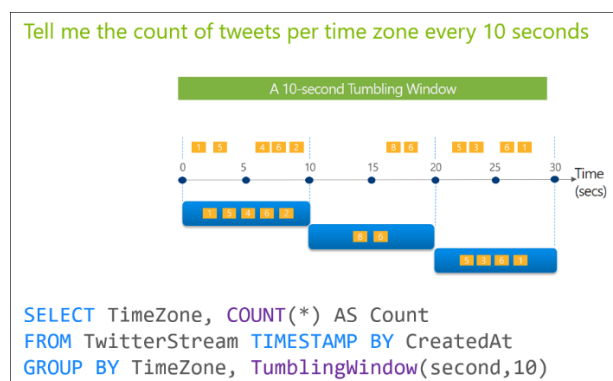 Tell me the count of tweets per time zone every 10 seconds
A 10-second Tumbling Window
1 5 4 6 2 8 6 5 3 6 1
0 5 10 15 20 25 30 Time
(secs)
1 5 4 6 2
8 6
5 3 6 1
SELECT TimeZone, COUNT(*) AS Count
FROM TwitterStream TIMESTAMP BY CreatedAt
GROUP BY TimeZone, TumblingWindow(second,10)